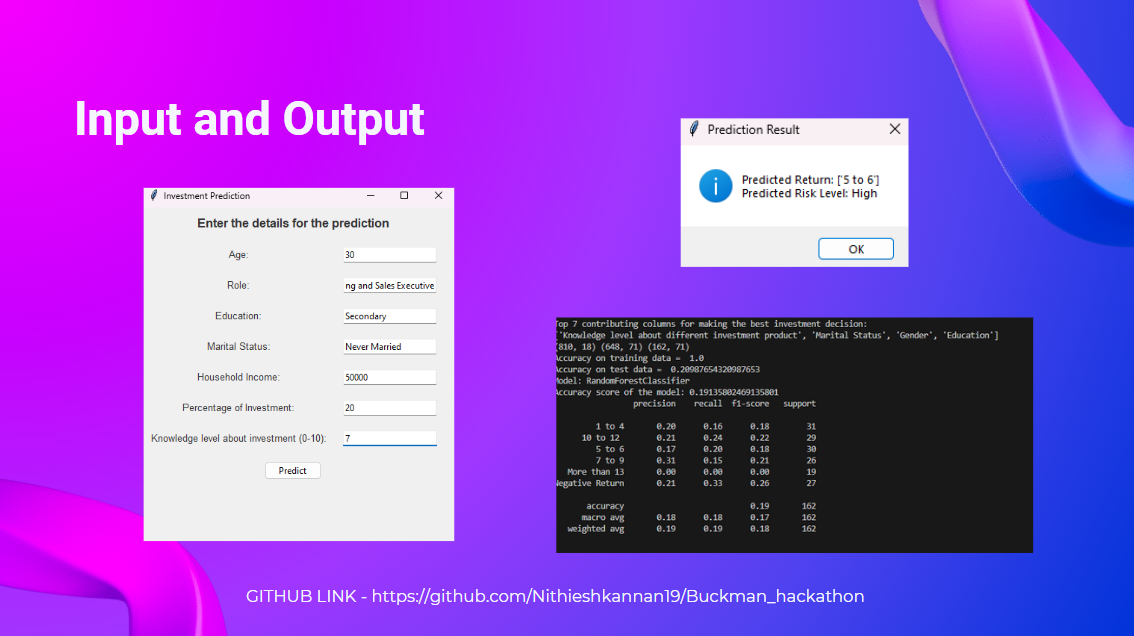 Input and Output
Investment Prediction
Enter the details for the prediction
Age: 30
Role: ng and Sales Executive
Education: Secondary
Marital Status: Never Married
Household Income: 50000
Percentage of Investment: 20
Knowledge level about investment (0-10): 7
Predict
Prediction Result
Predicted Return: ['5 to 6']
Predicted Risk Level: High
OK
Top 7 contributing columns for making the best investment decision:
['Knowledge level about different investment product', 'Marital Status', 'Gender', 'Education']
(810, 18) (648, 71) (162, 71)
Accuracy on training data = 1.0
Accuracy on test data = 0.20987654320987653
Model: RandomForestClassifier
Accuracy score of the model: 0.19135802469135801
precision recall f1-score support
1 to 4 0.20 0.16 0.18 31
10 to 12 0.21 0.24 0.22 29
5 to 6 0.17 0.20 0.18 30
7 to 9 0.31 0.15 0.21 26
More than 13 0.00 0.00 0.00 19
Negative Return 0.21 0.33 0.26 27
accuracy 0.19 162
macro avg 0.18 0.18 0.17 162
weighted avg 0.19 0.19 0.18 162
GITHUB LINK - https://github.com/Nithieshkannan19/Buckman_hackathon